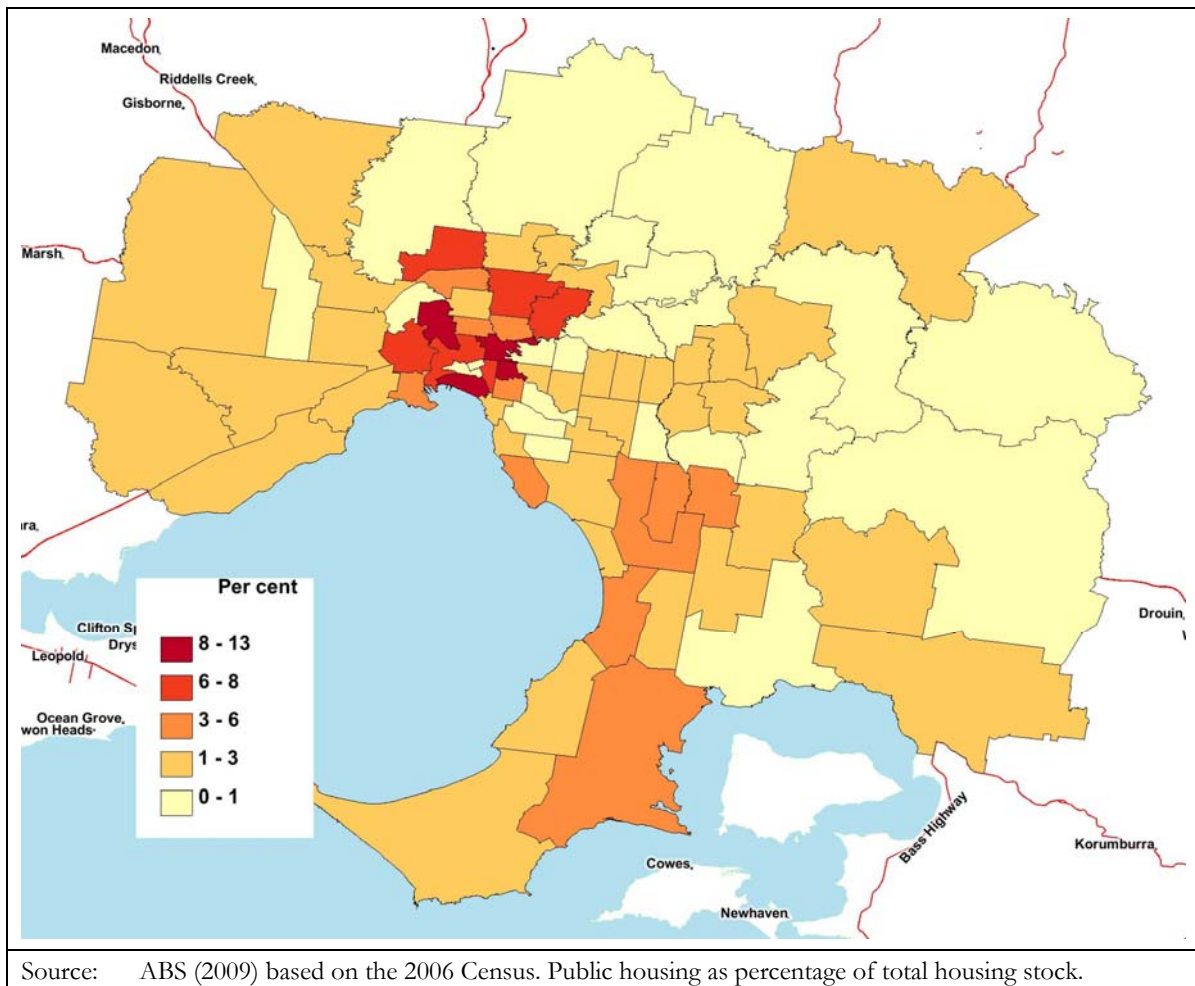 Macedon
Riddells Creek
Gisborne
Marsh
Per cent
8 - 13
6 - 8
3 - 6
1 - 3
0 - 1
Clifton Sp
Drys
Leopold
Ocean Grove
won Heads
Drouin
Bass Highway
Korumburra
Cowes
Newhaven
Source: ABS (2009) based on the 2006 Census. Public housing as percentage of total housing stock.